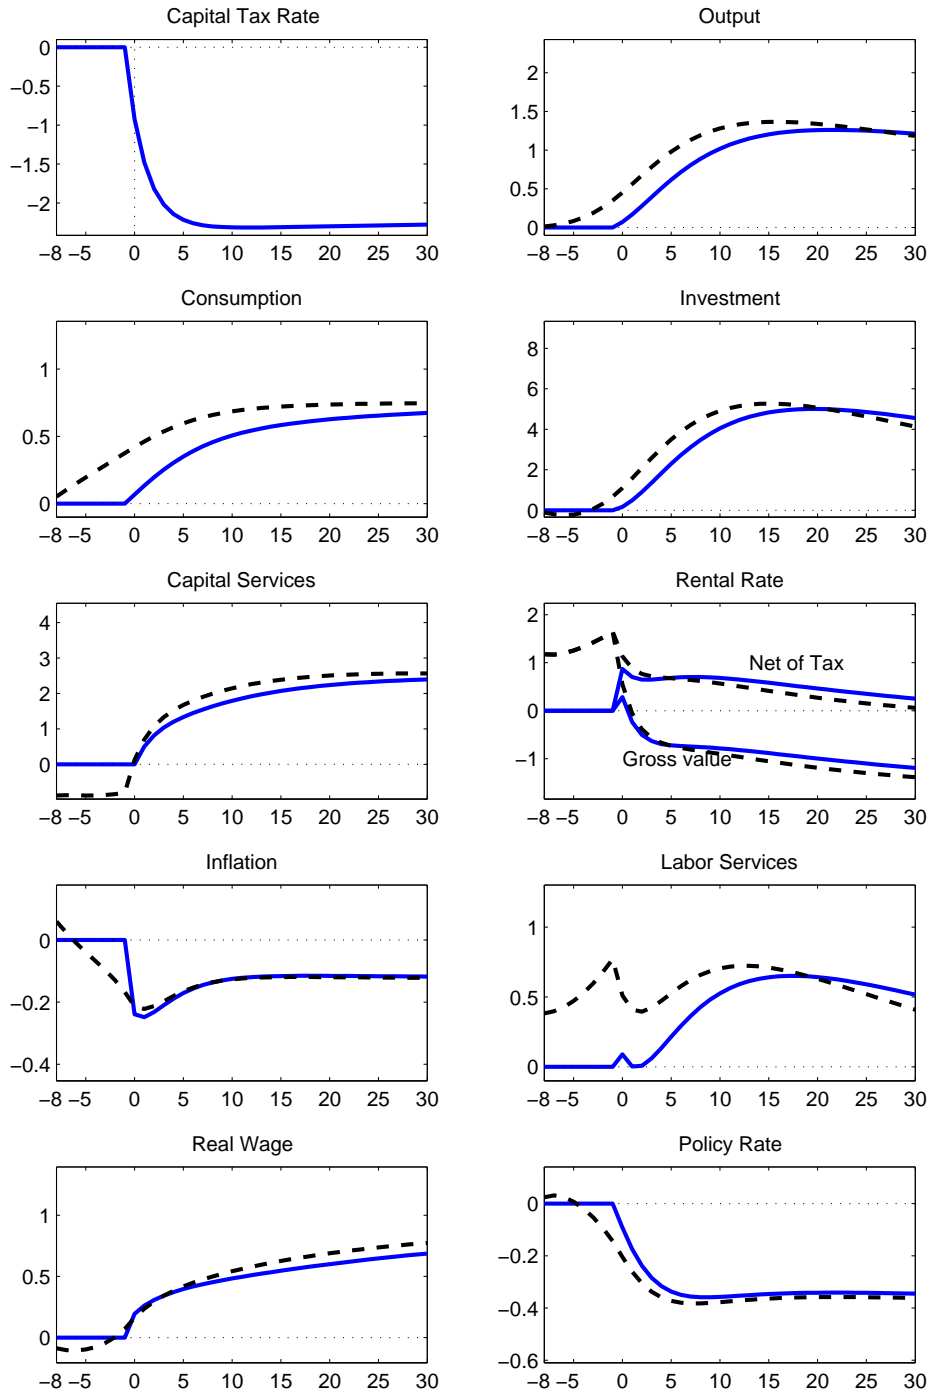 Capital Tax Rate
0
−0.5
−1
−1.5
−2
−8 −5 0 5 10 15 20 25 30
Output
2
1.5
1
0.5
0
−8 −5 0 5 10 15 20 25 30
Consumption
1
0.5
0
−8 −5 0 5 10 15 20 25 30
Investment
8
6
4
2
0
−8 −5 0 5 10 15 20 25 30
Capital Services
4
3
2
1
0
−8 −5 0 5 10 15 20 25 30
Rental Rate
2
1
0
−1
Net of Tax
Gross value
−8 −5 0 5 10 15 20 25 30
Inflation
0
−0.2
−0.4
−8 −5 0 5 10 15 20 25 30
Labor Services
1
0.5
0
−8 −5 0 5 10 15 20 25 30
Real Wage
1
0.5
0
−8 −5 0 5 10 15 20 25 30
Policy Rate
0
−0.2
−0.4
−0.6
−8 −5 0 5 10 15 20 25 30